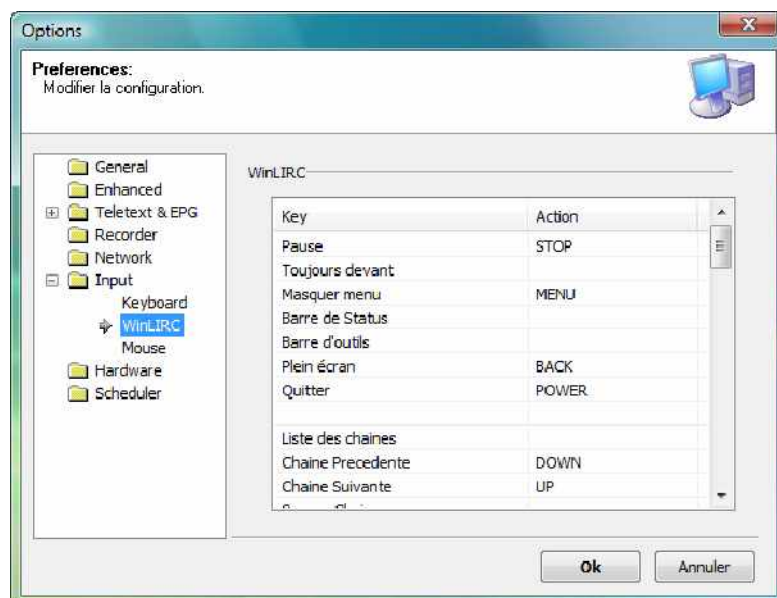 Options
Preferences:
Modifier la configuration.
General
Enhanced
Teletext & EPG
Recorder
Network
Input
Keyboard
WinLIRC
Mouse
Hardware
Scheduler
WinLIRC
Key Action
Pause STOP
Toujours devant
Masquer menu MENU
Barre de Status
Barre d'outils
Plein écran BACK
Quitter POWER
Liste des chaines
Chaine Precedente DOWN
Chaine Suivante UP
Ok Annuler